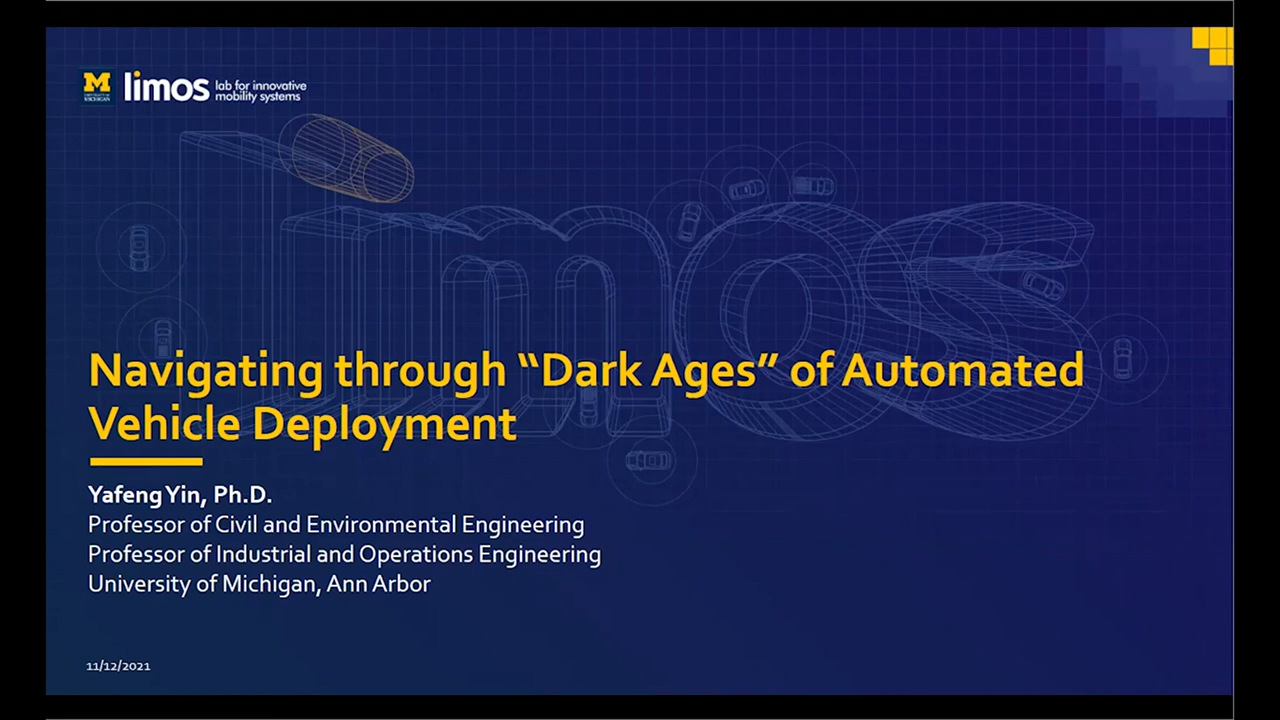 M
UNIVERSITY OF
MICHIGAN
limos
lab for innovative
mobility systems
limos
Navigating through “Dark Ages” of Automated
Vehicle Deployment
Yafeng Yin, Ph.D.
Professor of Civil and Environmental Engineering
Professor of Industrial and Operations Engineering
University of Michigan, Ann Arbor
11/12/2021